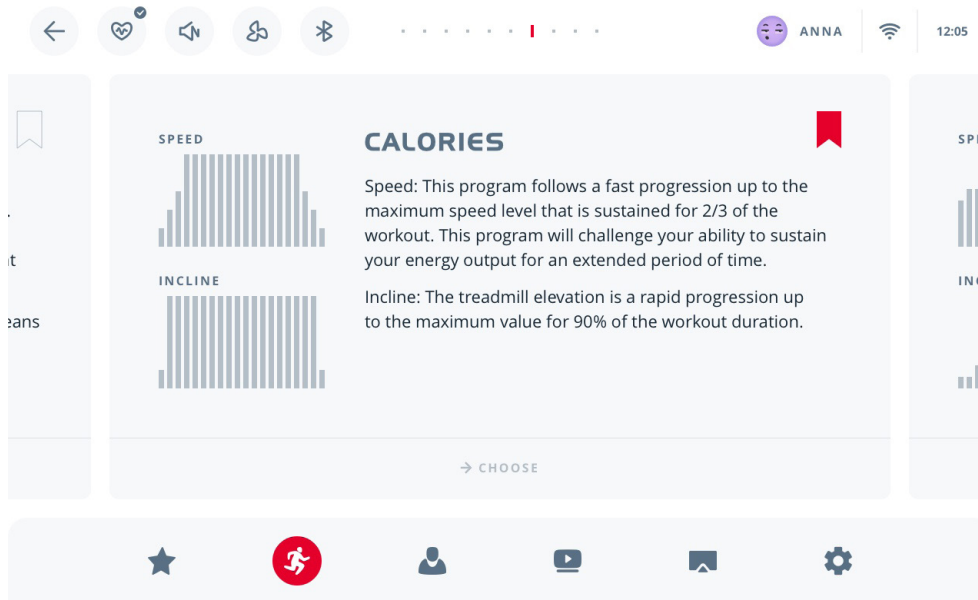 ANNA
12:05
SPEED
CALORIES
Speed: This program follows a fast progression up to the
maximum speed level that is sustained for 2/3 of the
workout. This program will challenge your ability to sustain
your energy output for an extended period of time.
INCLINE
Incline: The treadmill elevation is a rapid progression up
to the maximum value for 90% of the workout duration.
CHOOSE